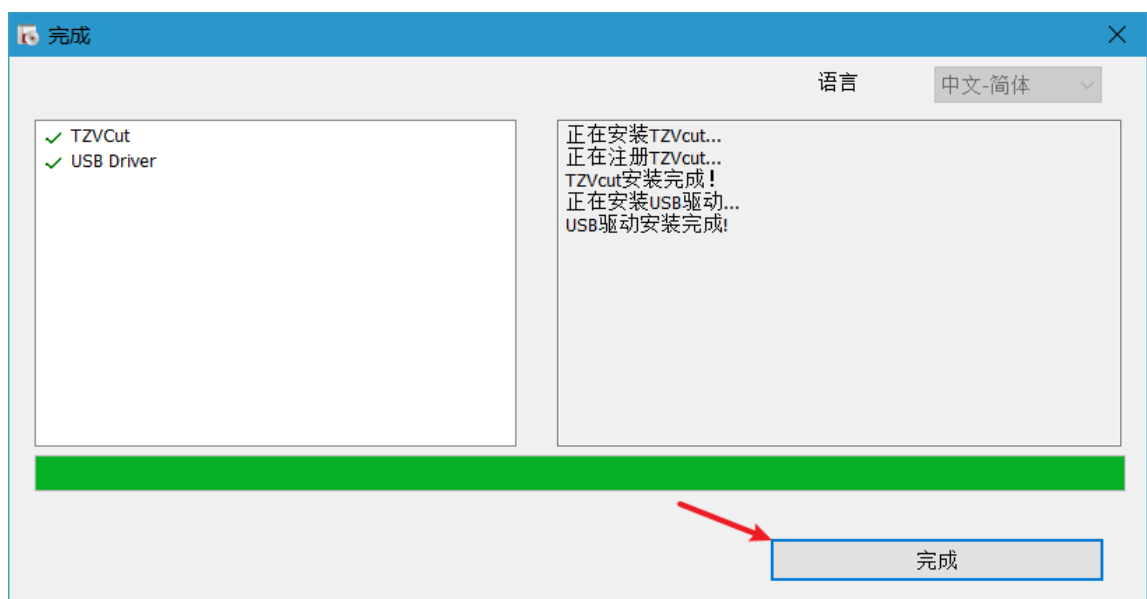 完成
语言 中文-简体
TZVCut
USB Driver
正在安装TZVcut...
正在注册TZVcut...
TZVcut安装完成！
正在安装USB驱动...
USB驱动安装完成!
完成